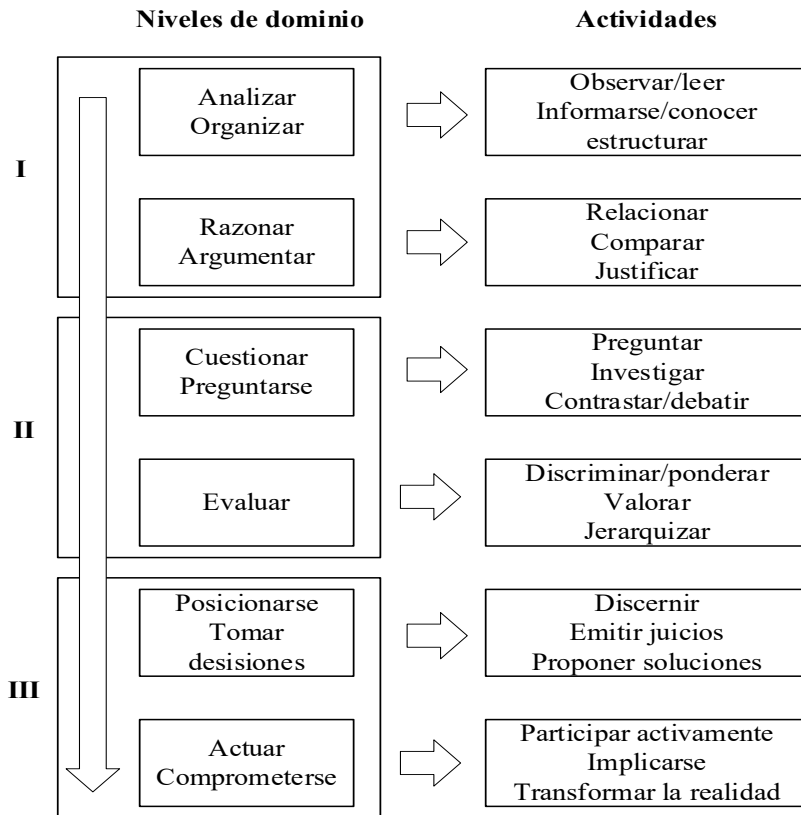 Niveles de dominio
Actividades
I
Analizar
Organizar
Observar/leer
Informarse/conocer
estructurar
Razonar
Argumentar
Relacionar
Comparar
Justificar
II
Cuestionar
Preguntarse
Preguntar
Investigar
Contrastar/debatir
Evaluar
Discriminar/ponderar
Valorar
Jerarquizar
III
Posicionarse
Tomar
desisiones
Discernir
Emitir juicios
Proponer soluciones
Actuar
Comprometerse
Participar activamente
Implicarse
Transformar la realidad